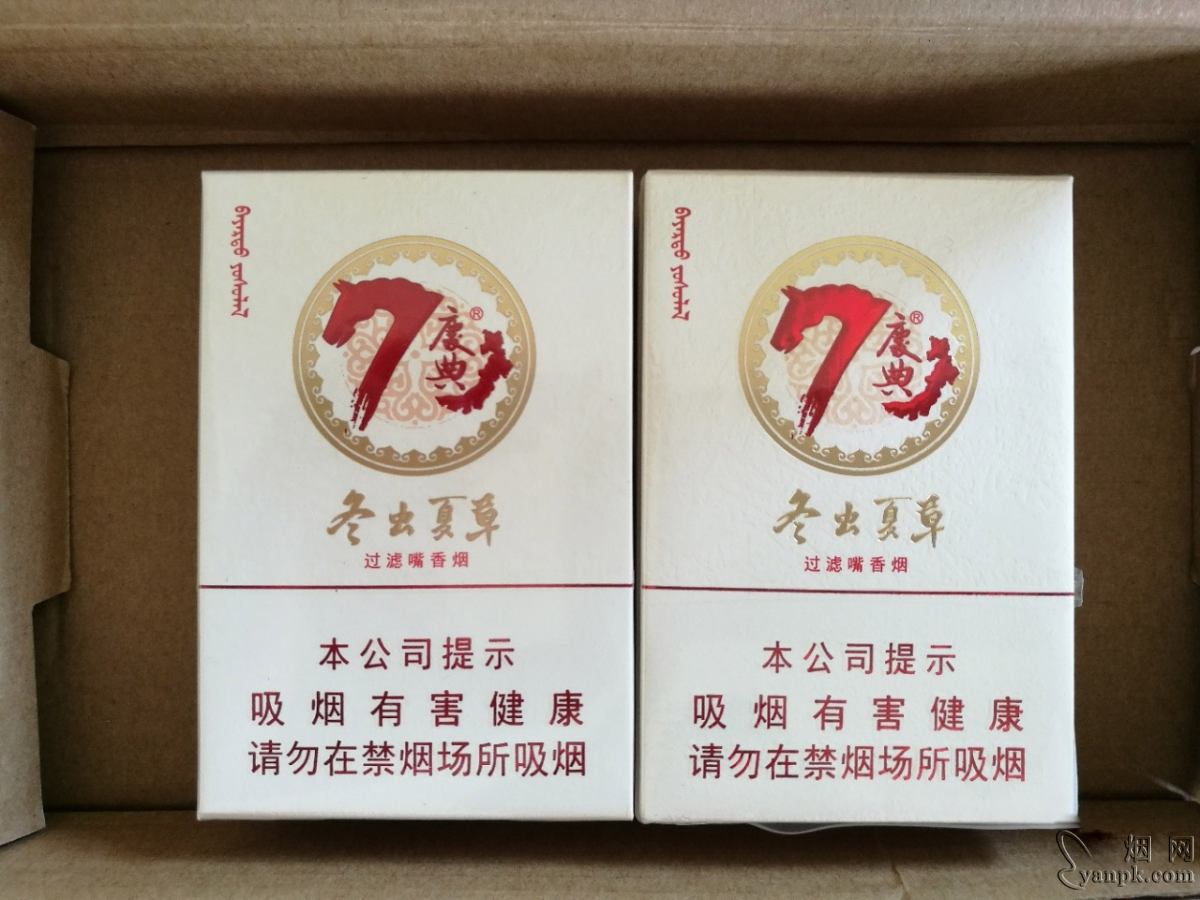 7
慶典®
冬虫夏草
过滤嘴香烟
本公司提示
吸烟有害健康
请勿在禁烟场所吸烟
7
慶典®
冬虫夏草
过滤嘴香烟
本公司提示
吸烟有害健康
请勿在禁烟场所吸烟
烟网
yanpk.com